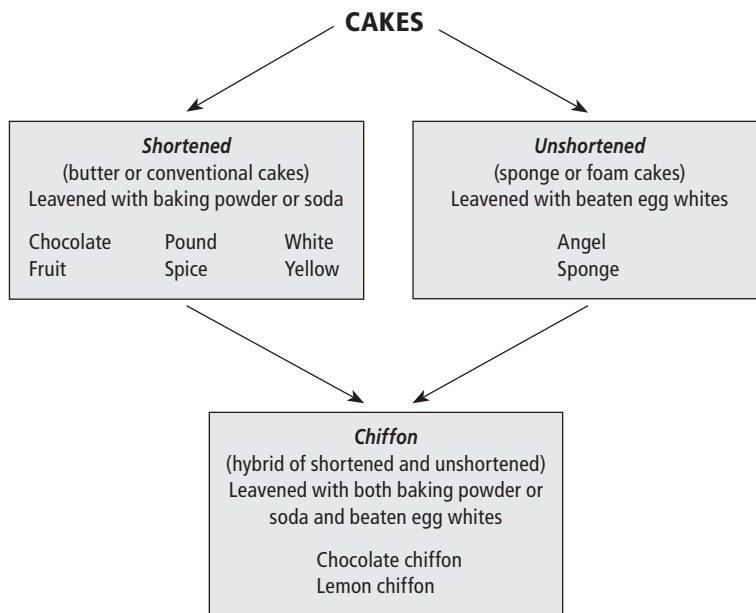 CAKES
Shortened
(butter or conventional cakes)
Leavened with baking powder or soda
Chocolate Pound White
Fruit Spice Yellow
Unshortened
(sponge or foam cakes)
Leavened with beaten egg whites
Angel
Sponge
Chiffon
(hybrid of shortened and unshortened)
Leavened with both baking powder or
soda and beaten egg whites
Chocolate chiffon
Lemon chiffon